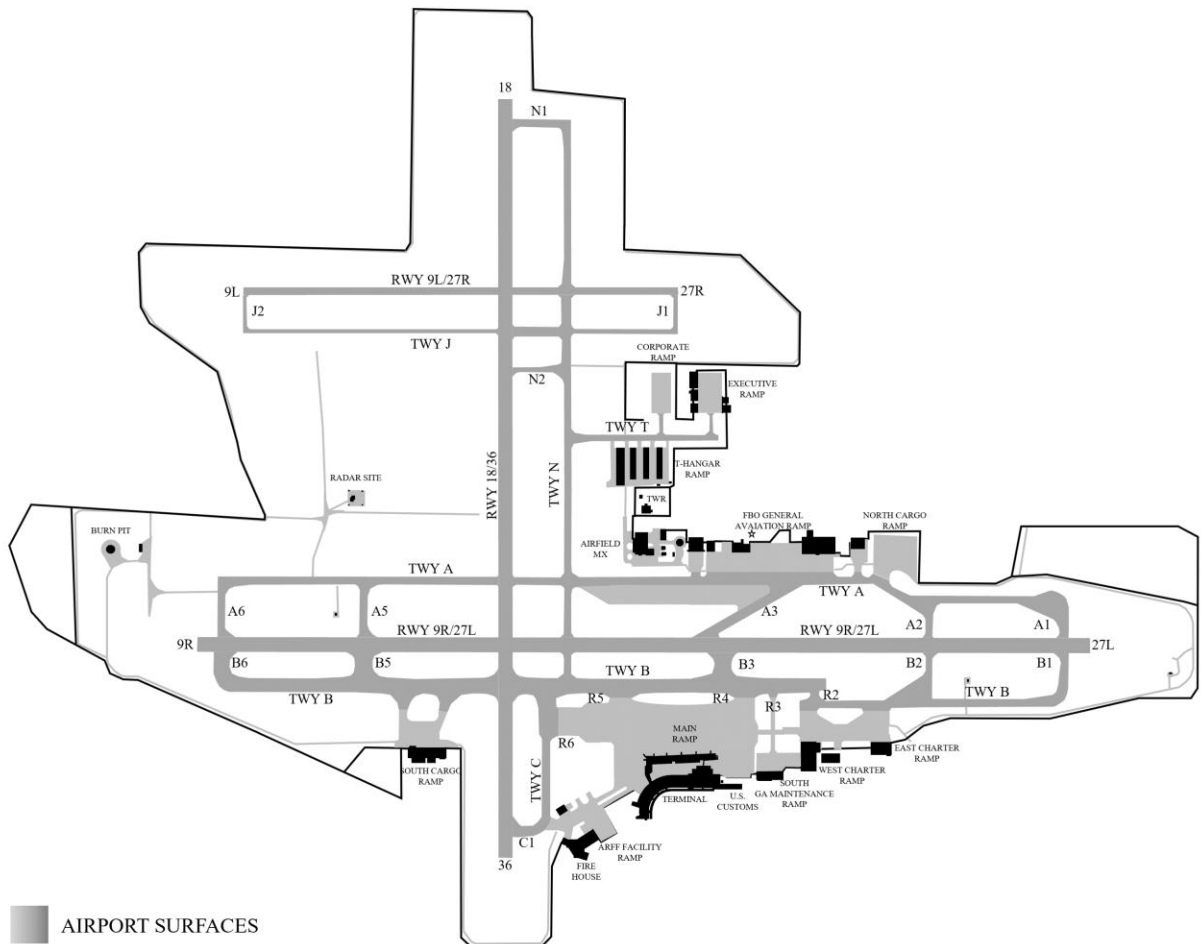 18
N1
RWY 9L/27R
9L
27R
J2
J1
TWY J
CORPORATE
RAMP
N2
EXECUTIVE
RAMP
TWY T
RWY 18/36
TWY N
T-HANGAR
RAMP
RADAR SITE
TWR
FBO GENERAL
AVAIATION RAMP
NORTH CARGO
RAMP
BURN PIT
AIRFIELD
MX
TWY A
TWY A
A6
A5
A3
A2
A1
9R
RWY 9R/27L
RWY 9R/27L
27L
B6
B5
TWY B
B3
B2
B1
TWY B
R5
R4
R3
R2
TWY B
R6
MAIN
RAMP
TWY C
SOUTH CARGO
RAMP
EAST CHARTER
RAMP
WEST CHARTER
RAMP
SOUTH
GA MAINTENANCE
RAMP
U.S.
CUSTOMS
TERMINAL
C1
ARFF FACILITY
RAMP
36
FIRE
HOUSE
AIRPORT SURFACES